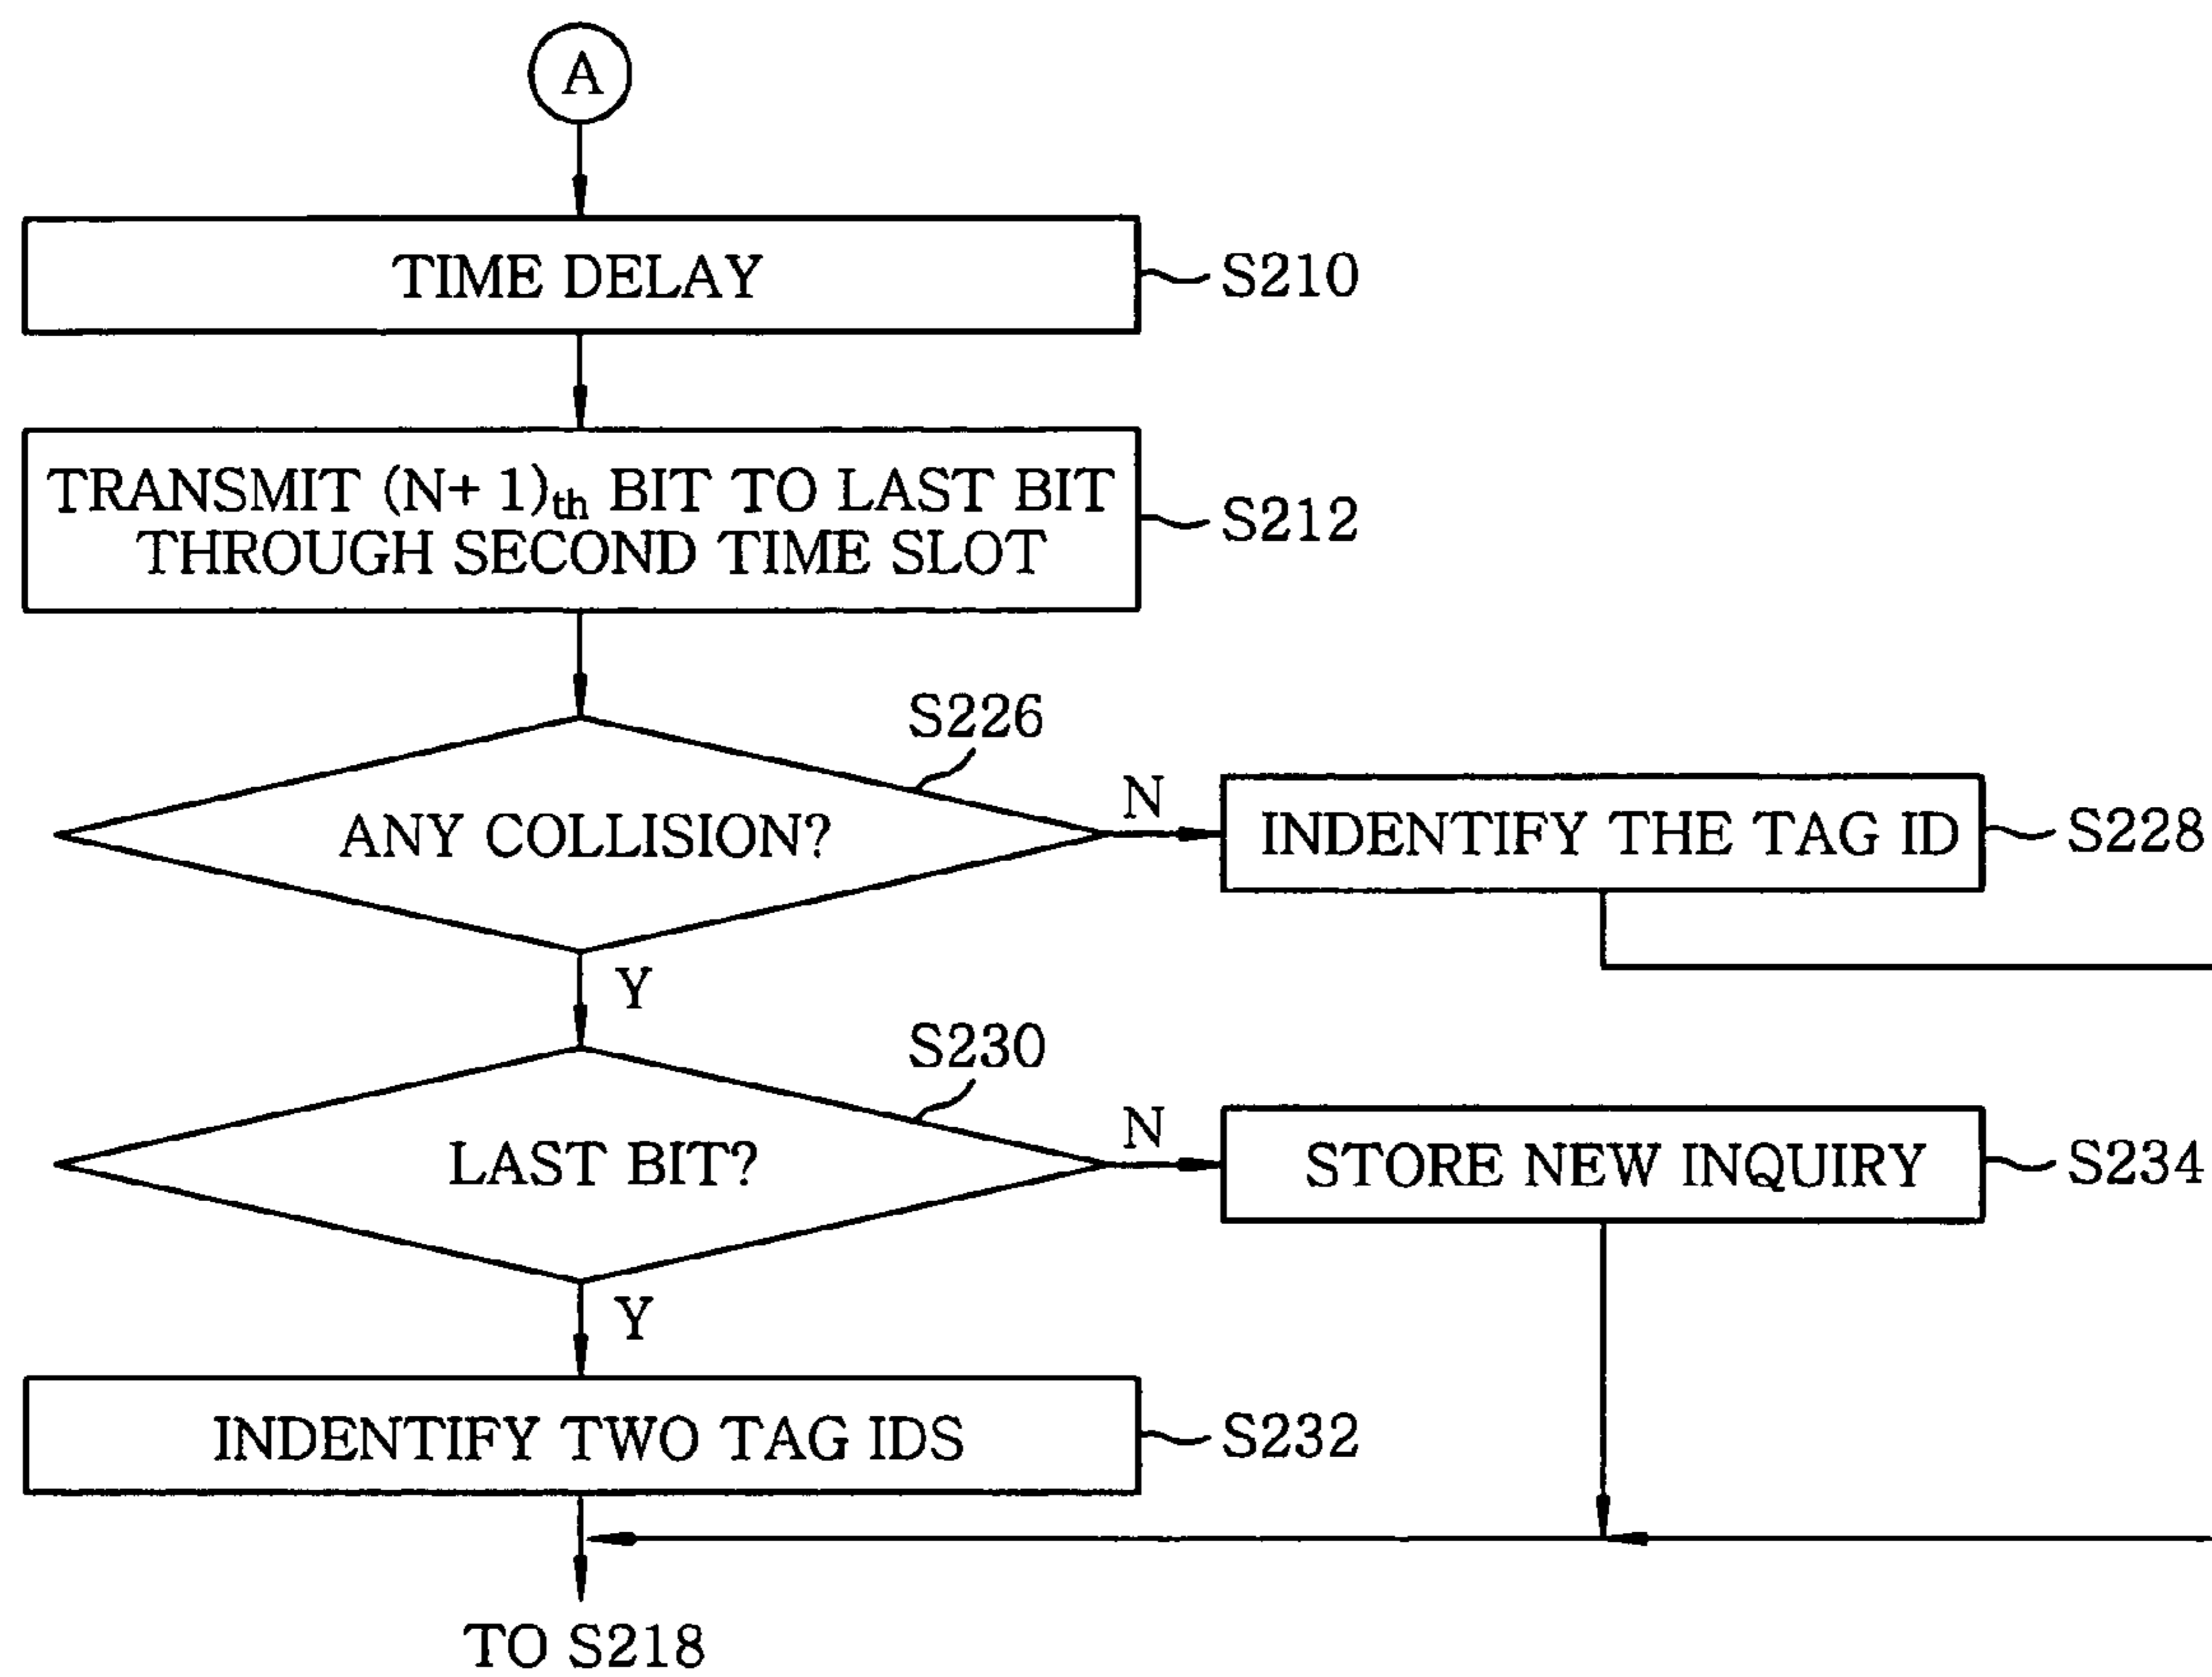 A
TIME DELAY
S210
TRANSMIT (N+ 1)th BIT TO LAST BIT
THROUGH SECOND TIME SLOT
S212
S226
ANY COLLISION?
N
INDENTIFY THE TAG ID
S228
Y
S230
LAST BIT?
N
STORE NEW INQUIRY
S234
Y
INDENTIFY TWO TAG IDS
S232
TO S218